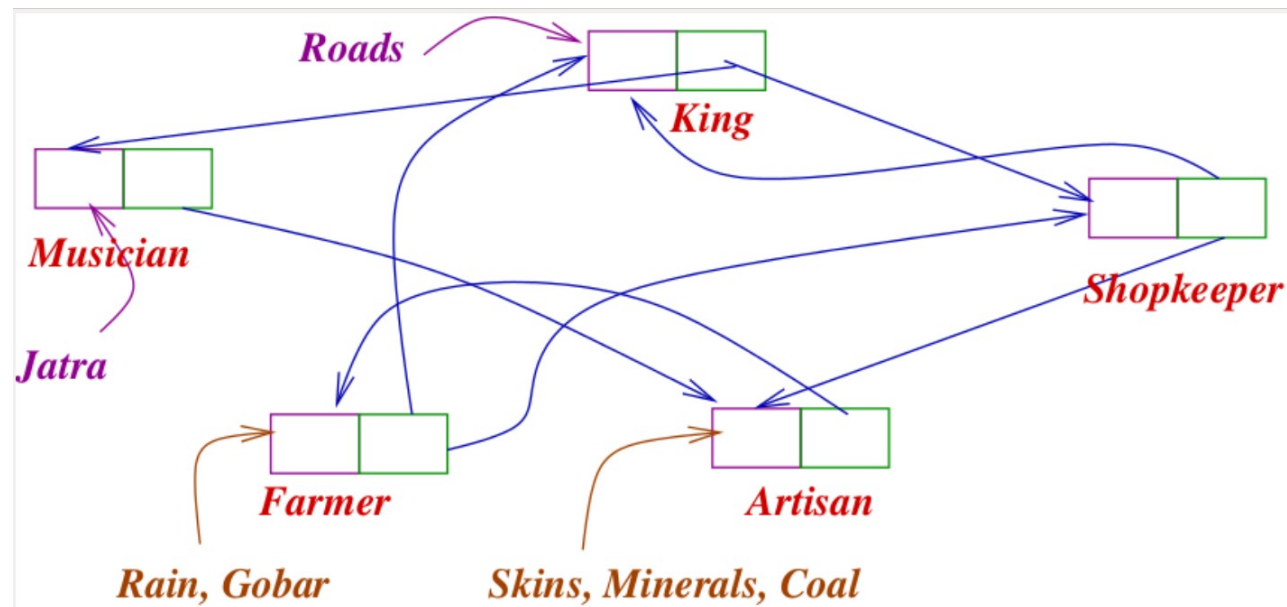 Roads
King
Musician
Shopkeeper
Jatra
Farmer
Artisan
Rain, Gobar
Skins, Minerals, Coal